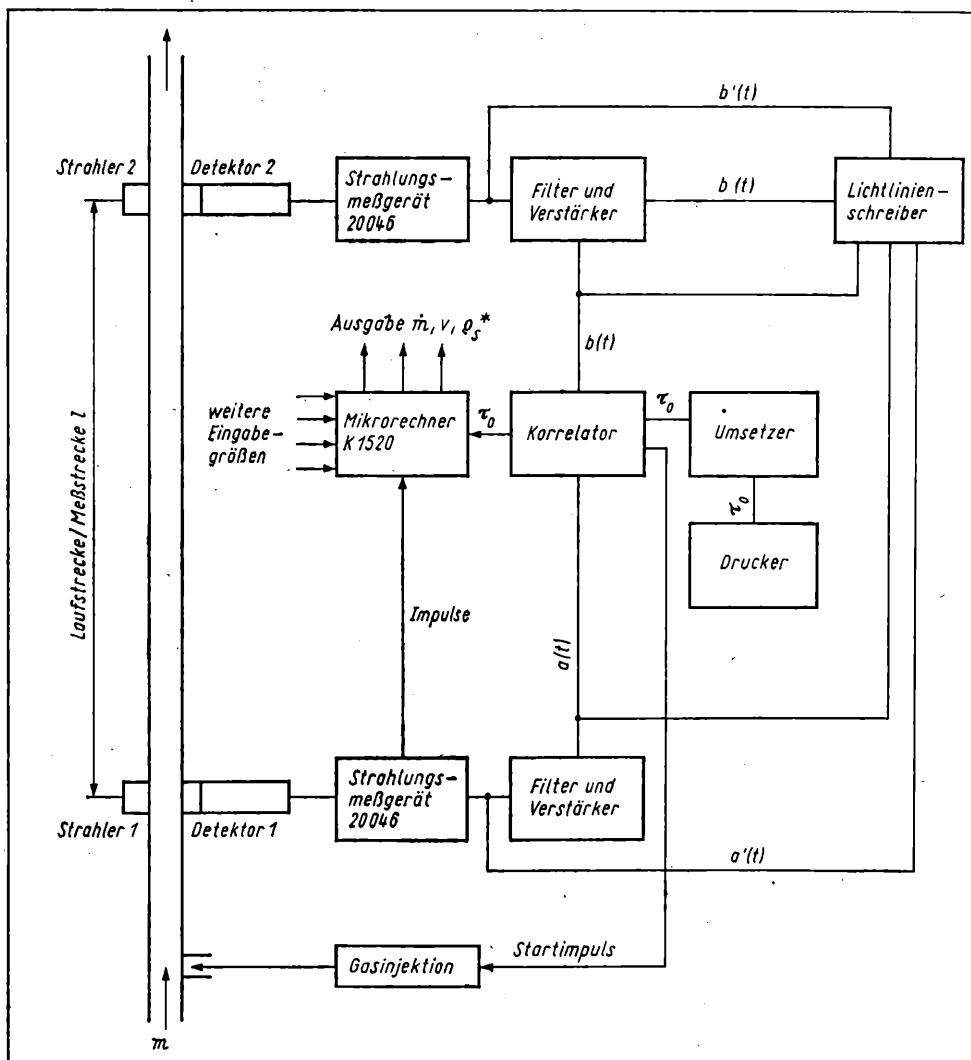 b'(t)
Strahler 2
Detektor 2
Strahlungs-
meßgerät
20046
Filter und
Verstärker
b (t)
Lichtlinien-
schreiber
Laufstrecke/Meßstrecke l
Ausgabe ṁ, v, ϱs*
b(t)
weitere
Eingabe-
größen
Mikrorechner
K 1520
τ0
Korrelator
τ0
Umsetzer
τ0
Drucker
Impulse
a(t)
Strahler 1
Detektor 1
Strahlungs-
meßgerät
20046
Filter und
Verstärker
a'(t)
Startimpuls
Gasinjektion
m